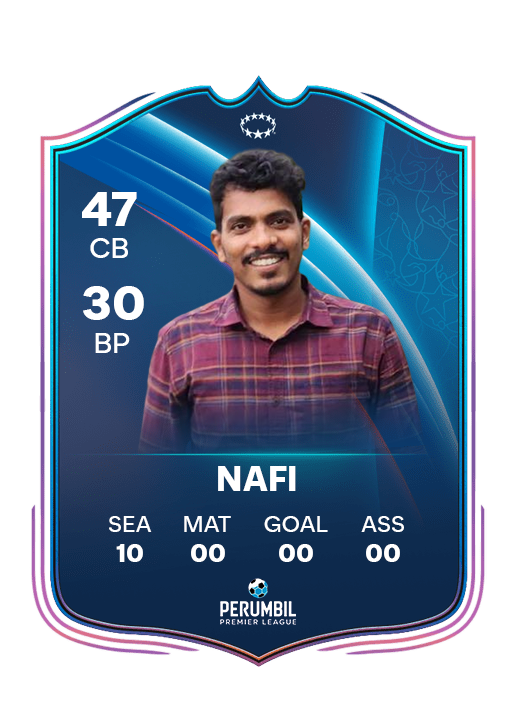 47
CB
30
BP
NAFI
SEA MAT GOAL ASS
10 00 00 00
PERUMBIL
PREMIER LEAGUE